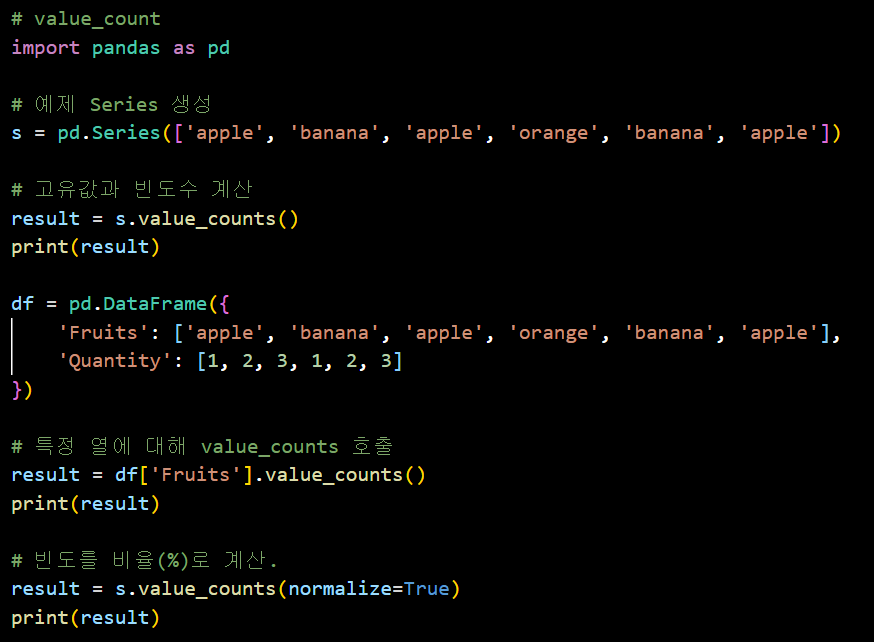 # value_count
import pandas as pd
# 예제 Series 생성
s = pd.Series(['apple', 'banana', 'apple', 'orange', 'banana', 'apple'])
# 고유값과 빈도수 계산
result = s.value_counts()
print(result)
df = pd.DataFrame({
    'Fruits': ['apple', 'banana', 'apple', 'orange', 'banana', 'apple'],
    'Quantity': [1, 2, 3, 1, 2, 3]
})
# 특정 열에 대해 value_counts 호출
result = df['Fruits'].value_counts()
print(result)
# 빈도를 비율(%)로 계산.
result = s.value_counts(normalize=True)
print(result)